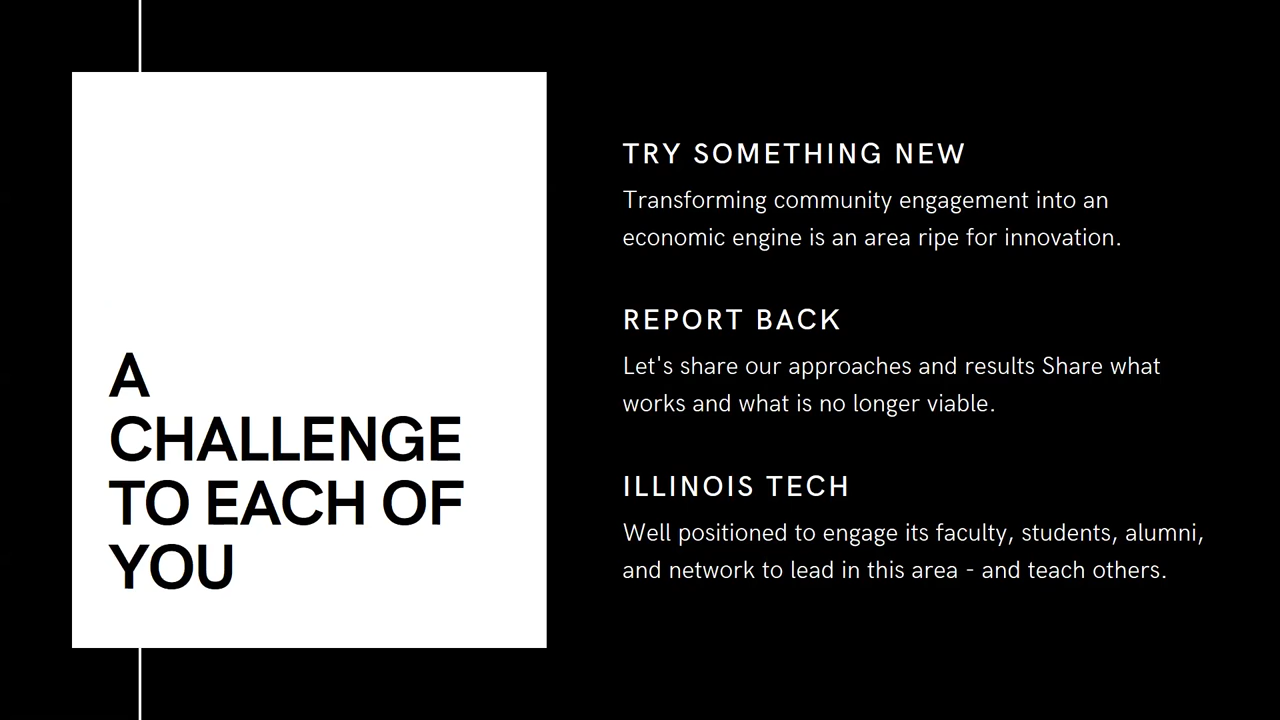 A
CHALLENGE
TO EACH OF
YOU
TRY SOMETHING NEW
Transforming community engagement into an
economic engine is an area ripe for innovation.
REPORT BACK
Let's share our approaches and results Share what
works and what is no longer viable.
ILLINOIS TECH
Well positioned to engage its faculty, students, alumni,
and network to lead in this area - and teach others.